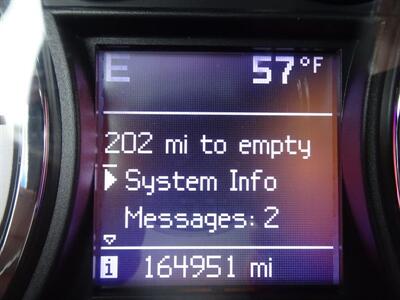 E 57°F
202 mi to empty
System Info
Messages: 2
i 164951 mi